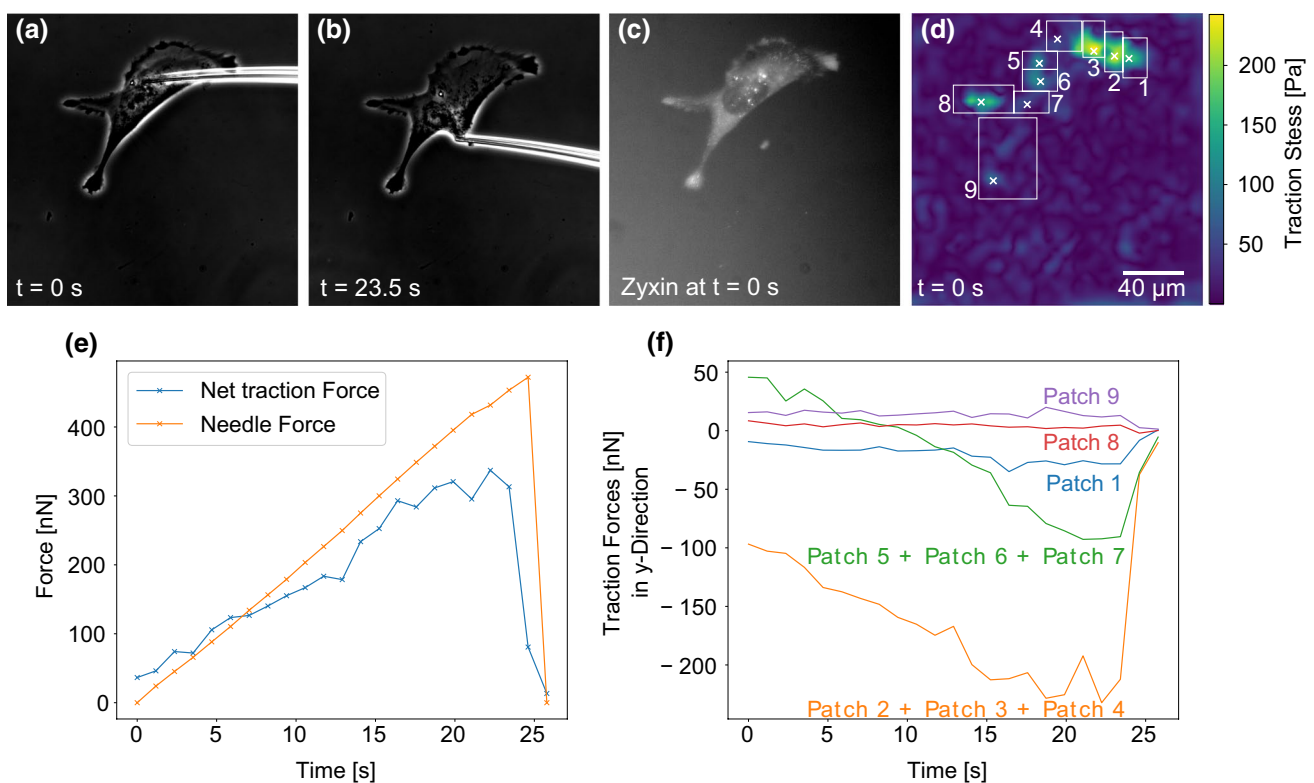 (a)
t = 0 s
(b)
t = 23.5 s
(c)
Zyxin at t = 0 s
(d)
4
3
2
1
5
6
7
8
9
t = 0 s
40 µm
200
150
100
50
Traction Stess [Pa]
(e)
Net traction Force
Needle Force
400
300
200
100
0
Force [nN]
0
5
10
15
20
25
Time [s]
(f)
50
0
− 50
− 100
− 150
− 200
Traction Forces [nN]
in y-Direction
Patch 9
Patch 8
Patch 1
Patch 5 + Patch 6 + Patch 7
Patch 2 + Patch 3 + Patch 4
0
5
10
15
20
25
Time [s]